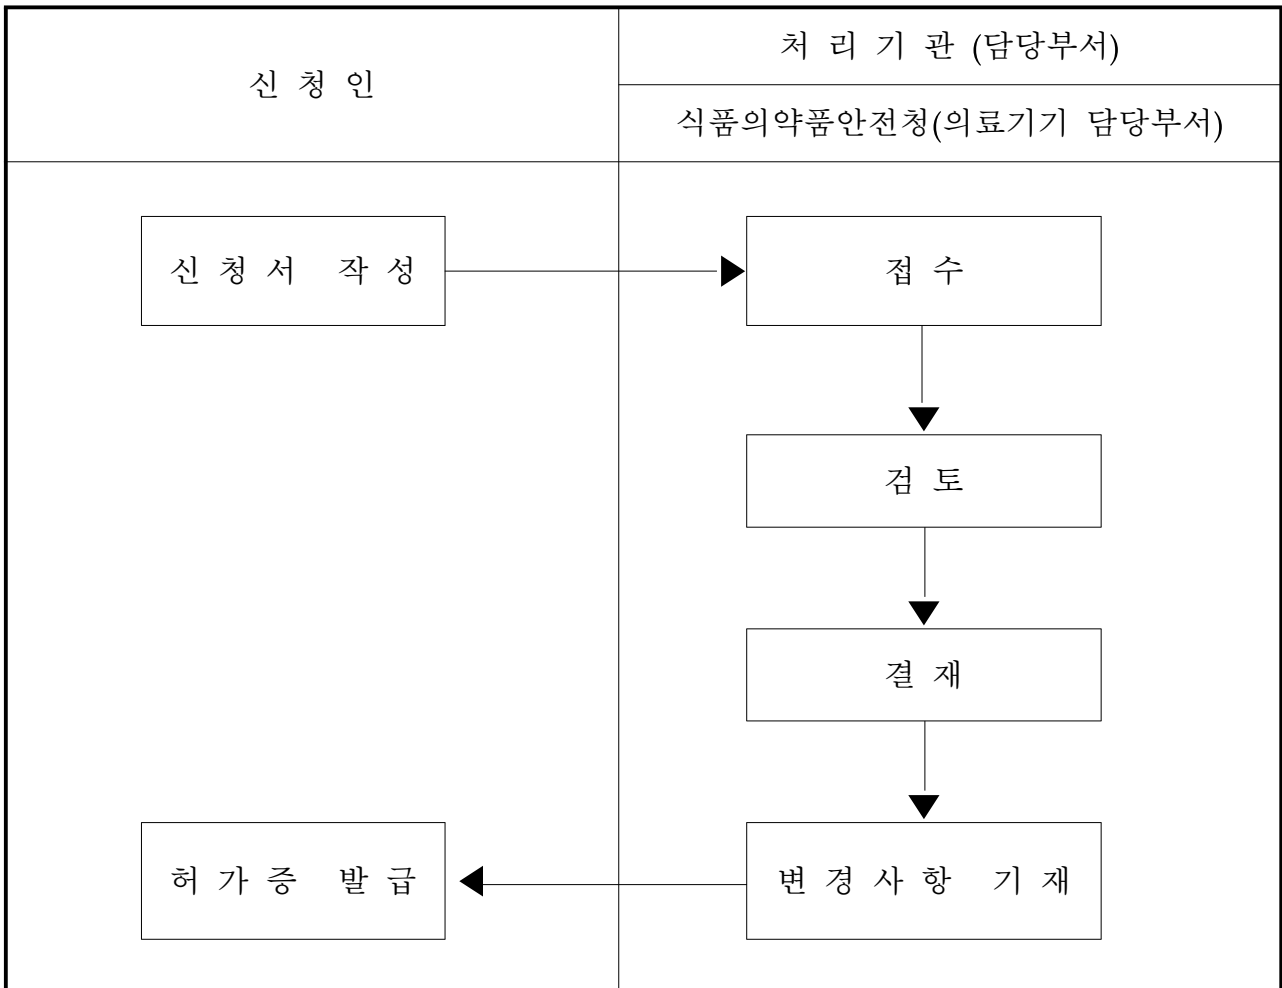 신 청 인
처 리 기 관 (담당부서)
식품의약품안전청(의료기기 담당부서)
신 청 서 작 성
접 수
검 토
결 재
변 경 사 항 기 재
허 가 증 발 급